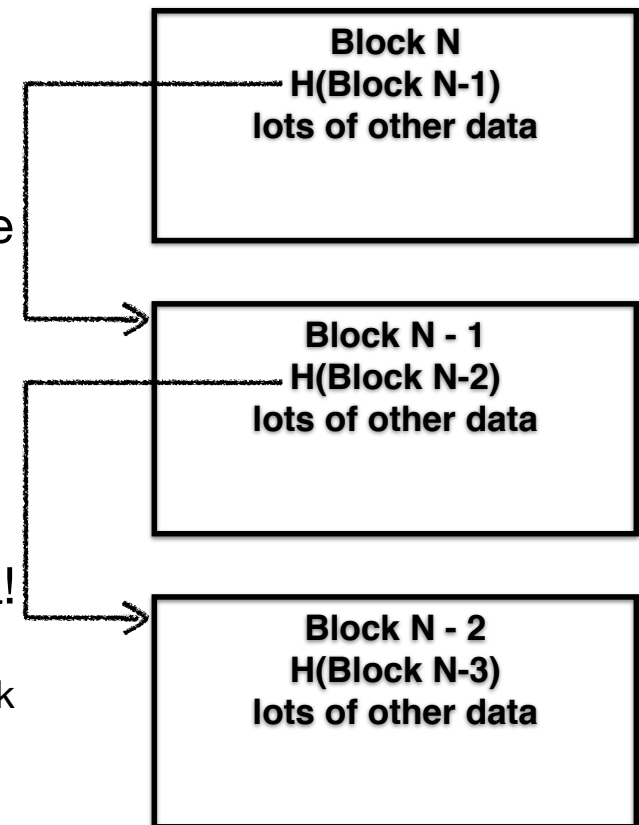 Block N
H(Block N-1)
lots of other data
e
Block N - 1
H(Block N-2)
lots of other data
!
k
Block N - 2
H(Block N-3)
lots of other data